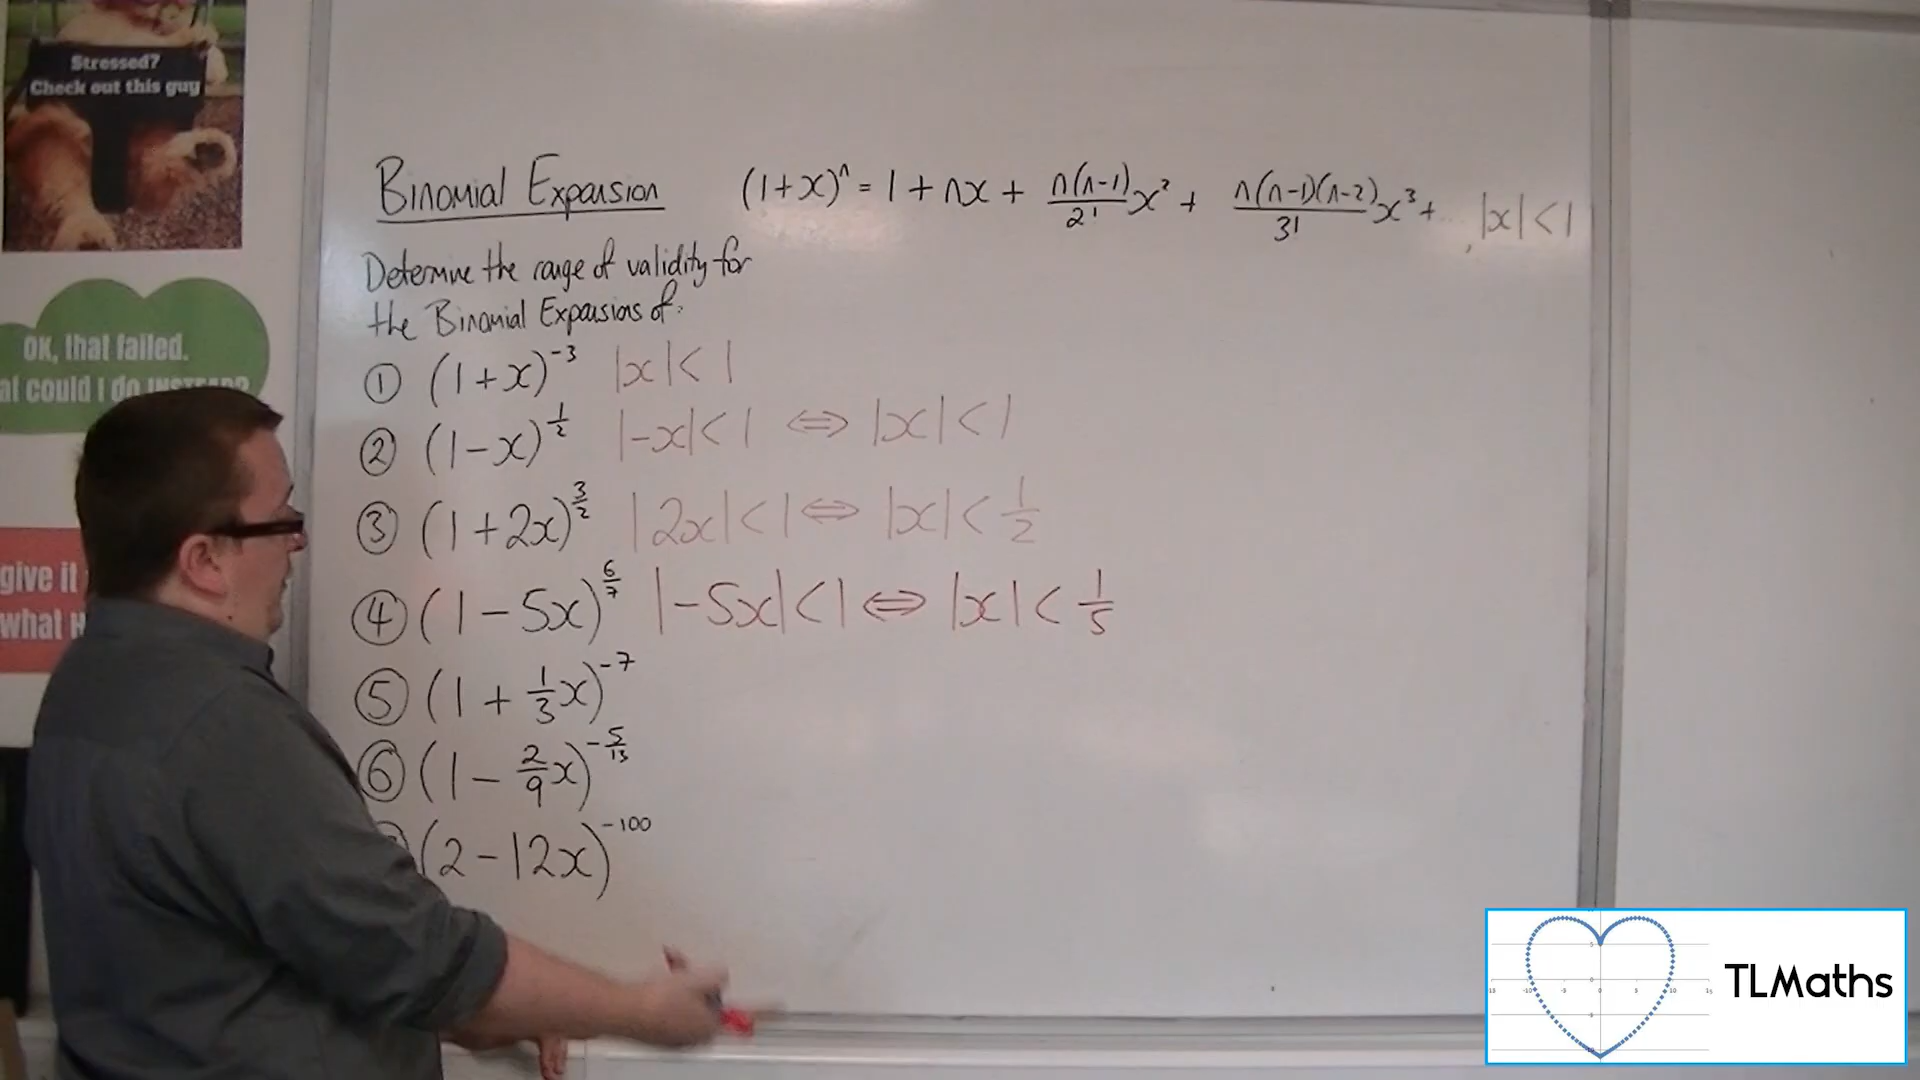 Stressed?
Check out this guy
OK, that failed.
could I do INSTEAD?
give it
what
Binomial Expansion (1+x)ⁿ = 1 + nx + n(n-1)/2! x² + n(n-1)(n-2)/3! x³ + ... , |x| < 1
Determine the range of validity for
the Binomial Expansions of:
① (1+x)⁻³ |x| < 1
② (1-x)^(1/2) |-x| < 1 ⇔ |x| < 1
③ (1+2x)^(3/2) |2x| < 1 ⇔ |x| < 1/2
④ (1-5x)^(6/7) |-5x| < 1 ⇔ |x| < 1/5
⑤ (1 + 1/3 x)⁻⁷
⑥ (1 - 2/9 x)^(-5/13)
(2-12x)⁻¹⁰⁰
TLMaths